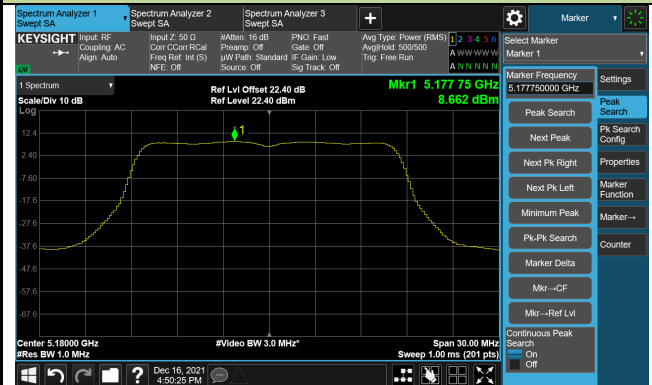 Spectrum Analyzer 1
Swept SA
Spectrum Analyzer 2
Swept SA
Spectrum Analyzer 3
Swept SA
+
Marker
KEYSIGHT
Input: RF
Coupling: AC
Align: Auto
Input Z: 50 Ω
Corr CCorr RCal
Freq Ref: Int (S)
NFE: Off
#Atten: 16 dB
Preamp: Off
µW Path: Standard
Source: Off
PNO: Fast
Gate: Off
IF Gain: Low
Sig Track: Off
Avg Type: Power (RMS)
Avg|Hold: 500/500
Trig: Free Run
1 2 3 4 5 6
A W W W W W
A N N N N N
LXI
Select Marker
Marker 1
1 Spectrum
Scale/Div 10 dB
Log
Ref Lvl Offset 22.40 dB
Ref Level 22.40 dBm
Mkr1 5.177 75 GHz
8.662 dBm
1
12.4
2.40
-7.60
-17.6
-27.6
-37.6
-47.6
-57.6
-67.6
Center 5.18000 GHz
#Res BW 1.0 MHz
#Video BW 3.0 MHz*
Span 30.00 MHz
Sweep 1.00 ms (201 pts)
Marker Frequency
5.177750000 GHz
Peak Search
Next Peak
Next Pk Right
Next Pk Left
Minimum Peak
Pk-Pk Search
Marker Delta
Mkr→CF
Mkr→Ref Lvl
Continuous Peak
Search
On
Off
Settings
Peak
Search
Pk Search
Config
Properties
Marker
Function
Marker→
Counter
?
Dec 16, 2021
4:50:25 PM